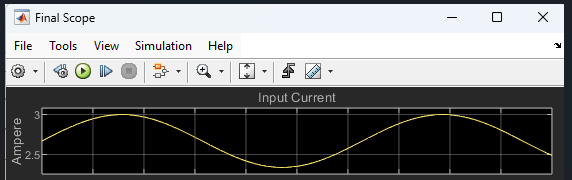 Final Scope
File Tools View Simulation Help
Input Current
Ampere
3
2.5